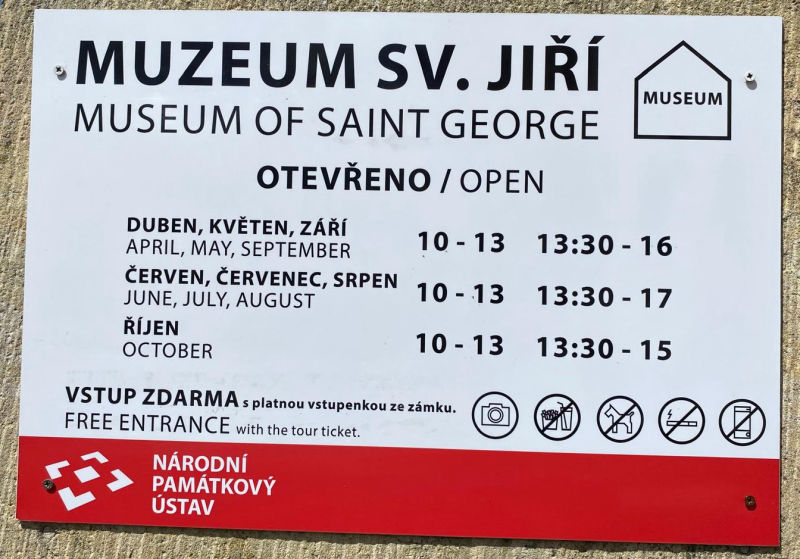 MUZEUM SV. JIŘÍ
MUSEUM OF SAINT GEORGE
MUSEUM
OTEVŘENO / OPEN
DUBEN, KVĚTEN, ZÁŘÍ
APRIL, MAY, SEPTEMBER
10 - 13 13:30 - 16
ČERVEN, ČERVENEC, SRPEN
JUNE, JULY, AUGUST
10 - 13 13:30 - 17
ŘÍJEN
OCTOBER
10 - 13 13:30 - 15
VSTUP ZDARMA s platnou vstupenkou ze zámku.
FREE ENTRANCE with the tour ticket.
NÁRODNÍ
PAMÁTKOVÝ
ÚSTAV